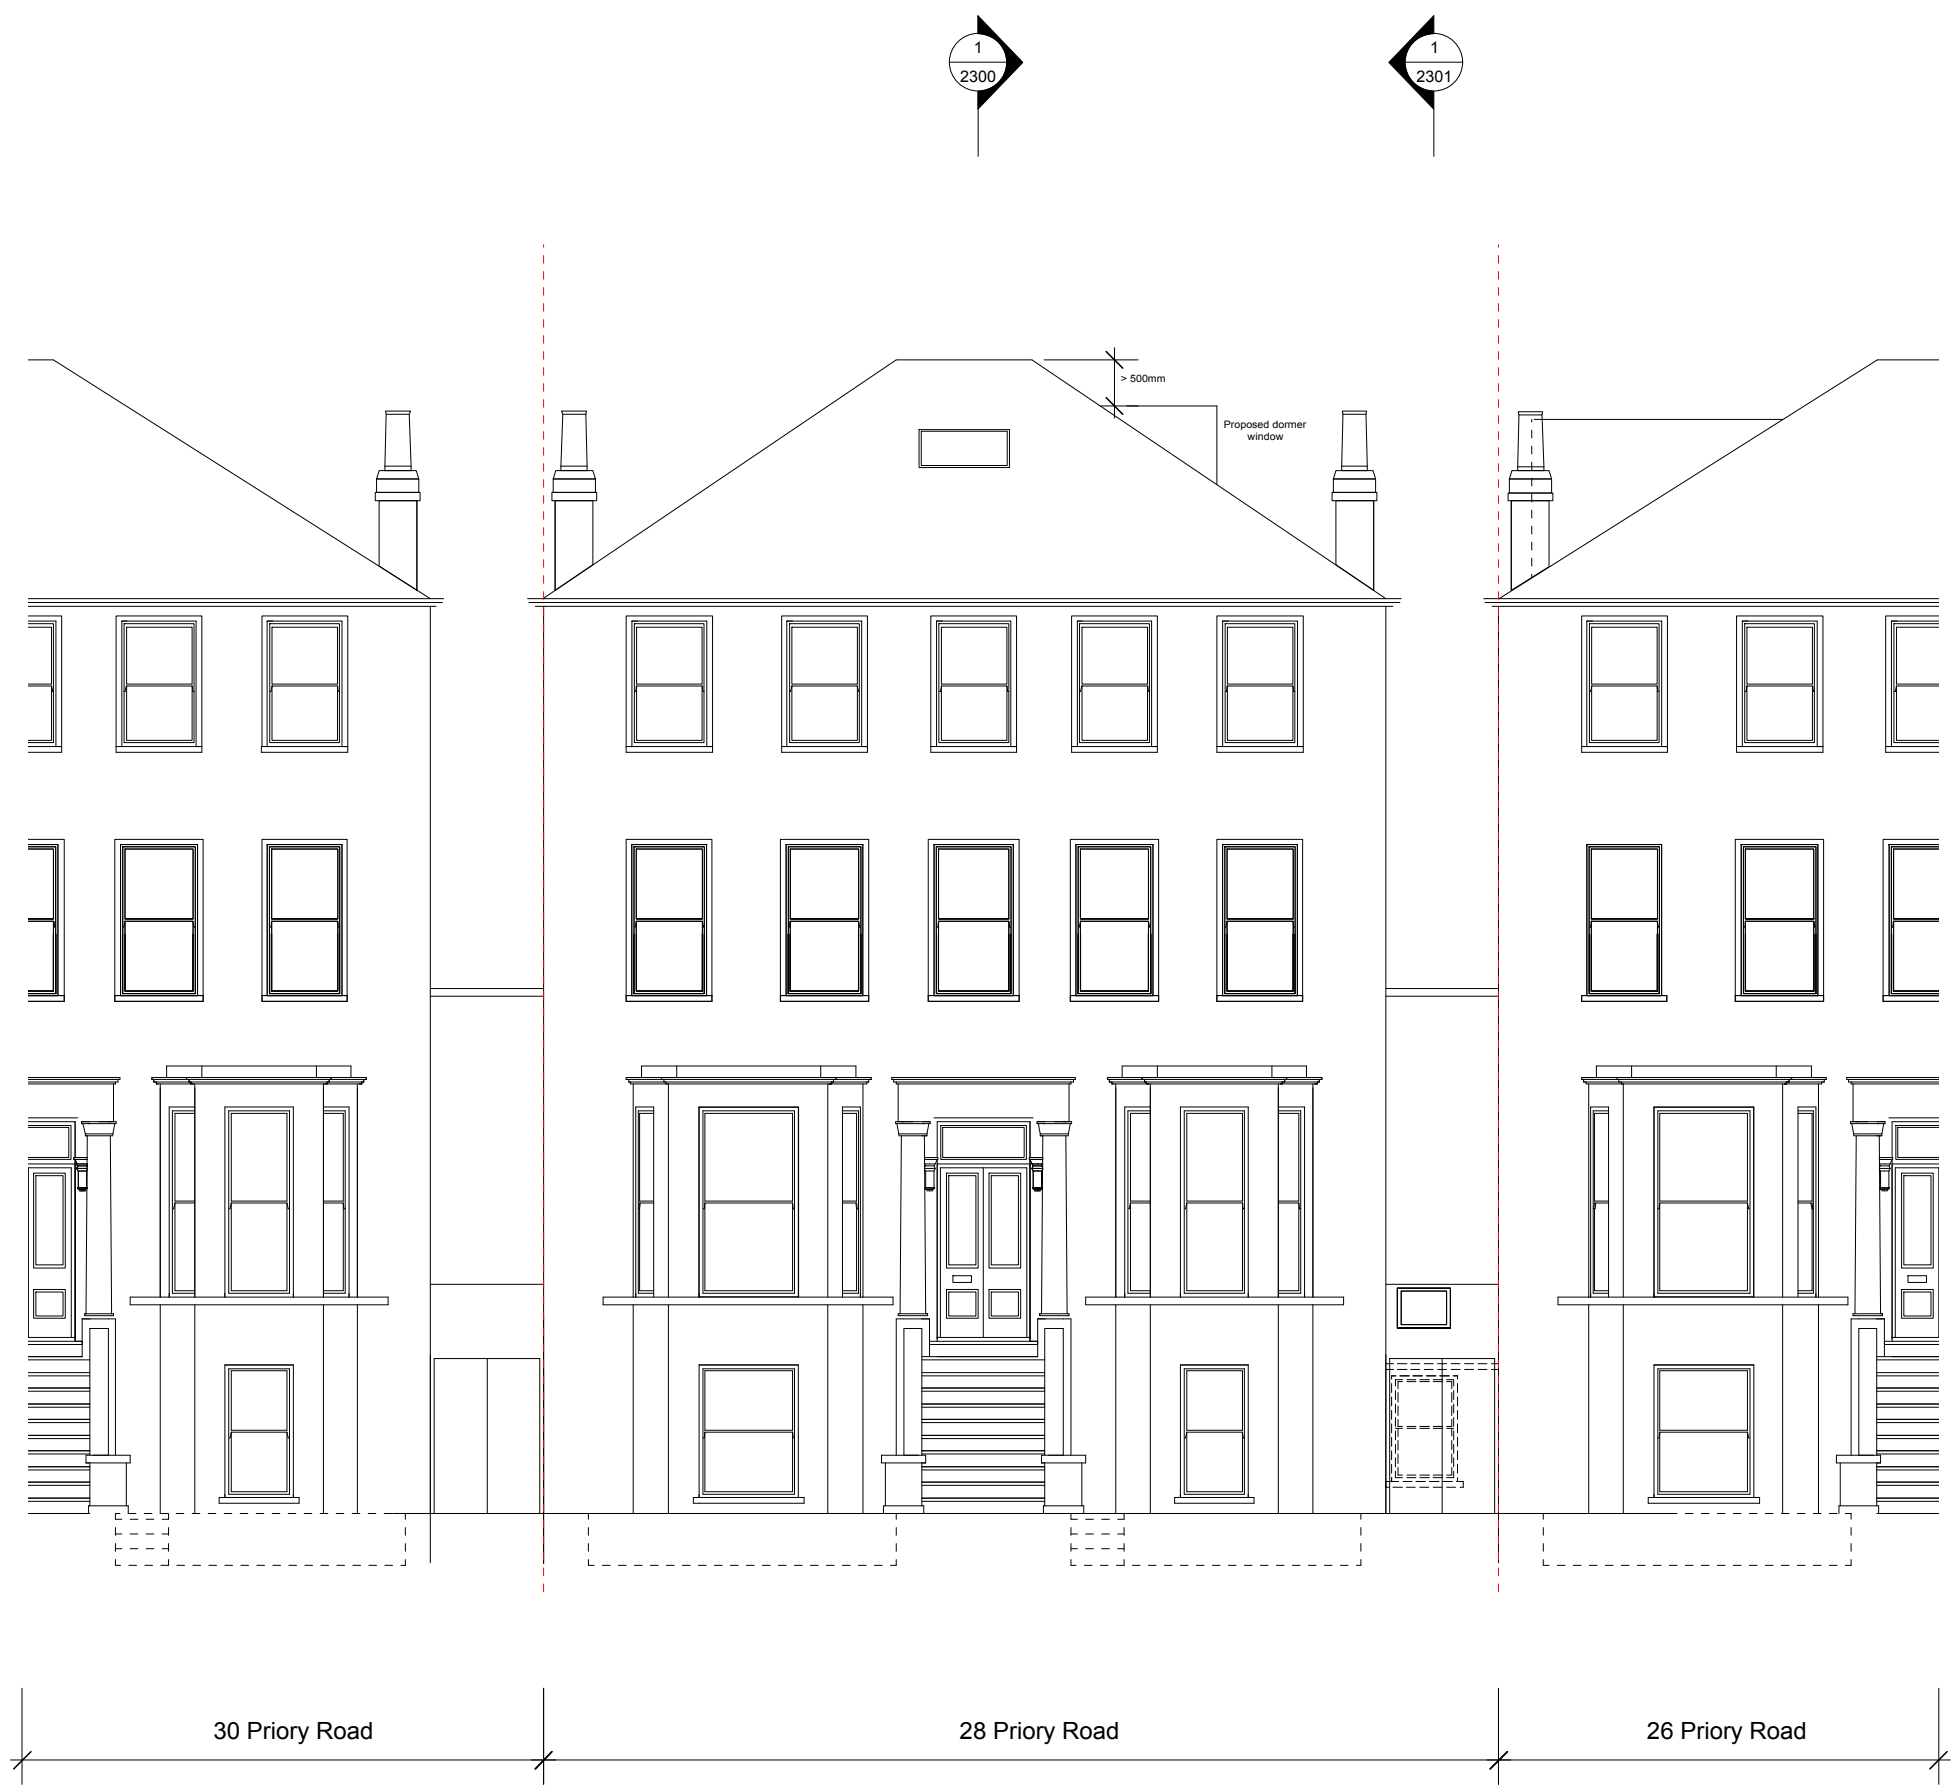 1
2300
1
2301
> 500mm
Proposed dormer
window
30 Priory Road
28 Priory Road
26 Priory Road